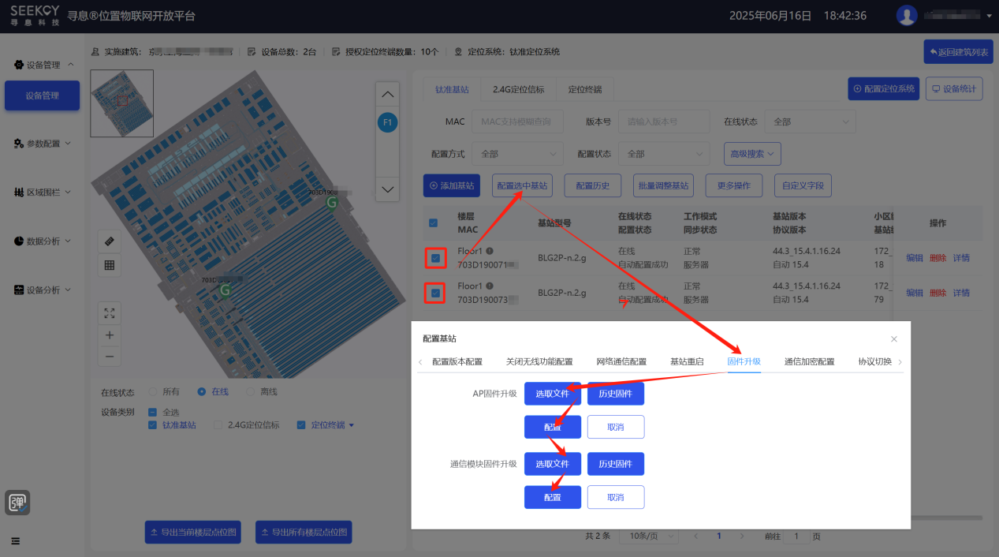 SEEKCY
寻息科技
寻息®位置物联网开放平台
2025年06月16日 18:42:36
设备管理
设备管理
参数配置
区域围栏
数据分析
设备分析
实施建筑：
设备总数：2台
授权定位终端数量：10个
定位系统：钛准定位系统
返回建筑列表
F1
703D190
G
703D
G
在线状态 所有 在线 离线
设备类别 全选
钛准基站 2.4G定位信标 定位终端
导出当前楼层点位图 导出所有楼层点位图
弹
钛准基站 2.4G定位信标 定位终端
配置定位系统 设备统计
MAC MAC支持模糊查询 版本号 请输入版本号 在线状态 全部
配置方式 全部 配置状态 全部 高级搜索
添加基站 配置选中基站 配置历史 批量调整基站 更多操作 自定义字段
楼层 在线状态 工作模式 基站版本
基站型号 操作
MAC 配置状态 同步状态 协议版本
Floor1 在线 正常 44.3_15.4.1.16.24 172_
BLG2P-n.2.g 编辑 删除 详情
703D190071 自动配置成功 服务器 自动 15.4 18
Floor1 在线 正常 44.3_15.4.1.16.24 172_
BLG2P-n.2.g 编辑 删除 详情
703D190073 自动配置成功 服务器 自动 15.4 79
配置基站
配置版本配置 关闭无线功能配置 网络通信配置 基站重启 固件升级 通信加密配置 协议切换
AP固件升级 选取文件 历史固件
配置 取消
通信模块固件升级 选取文件 历史固件
配置 取消
共 2 条 10条/页 1 前往 1 页